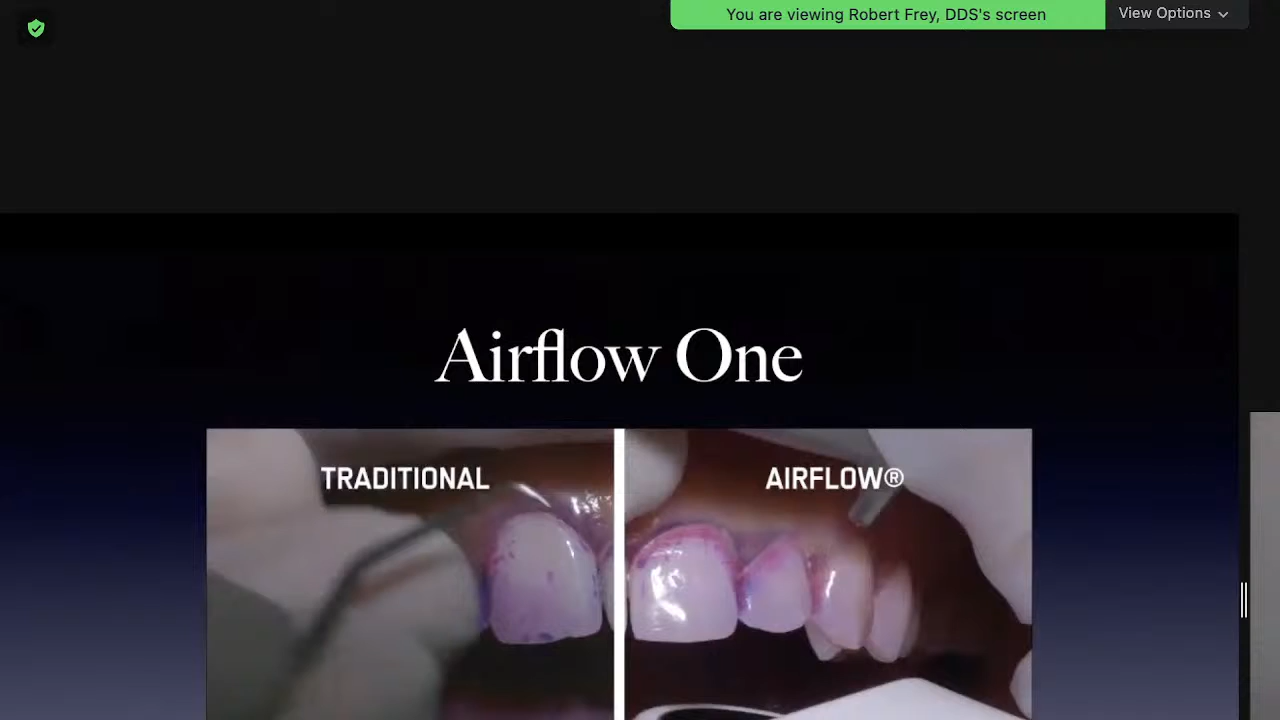 You are viewing Robert Frey, DDS's screen
View Options
Airflow One
TRADITIONAL
AIRFLOW®